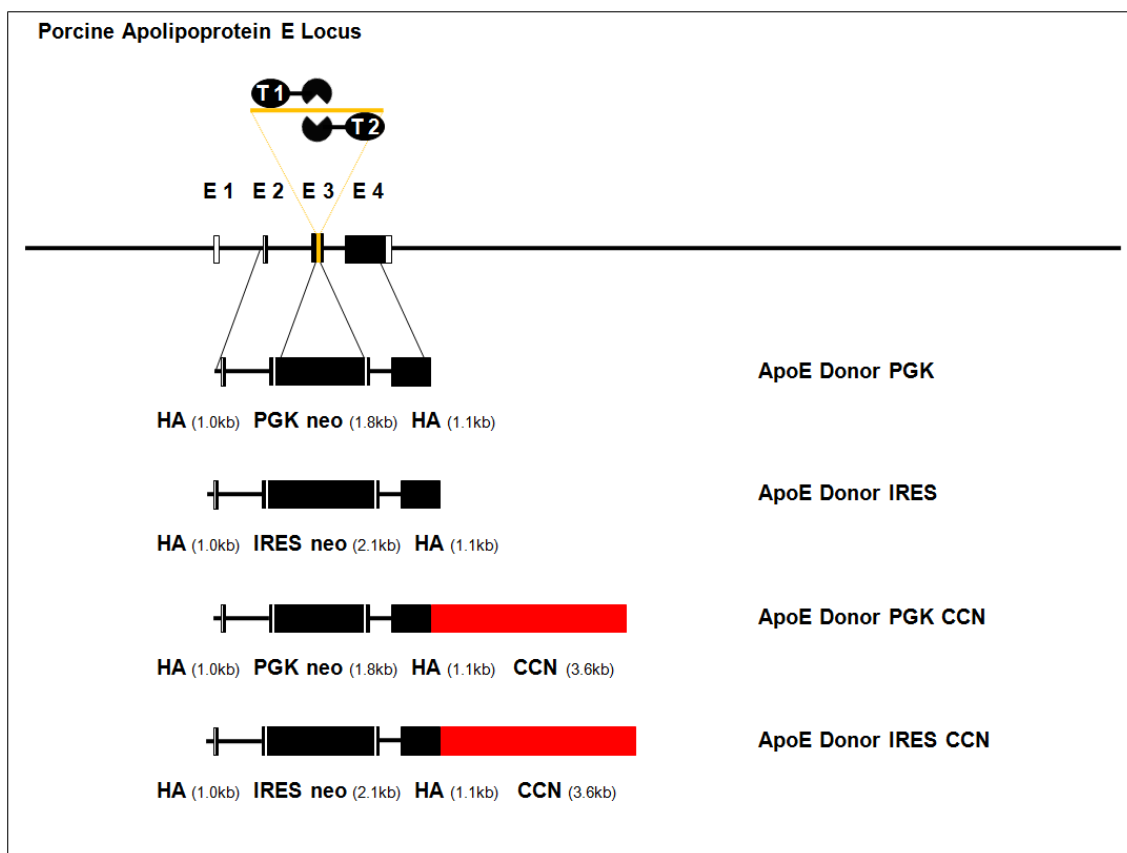 Porcine Apolipoprotein E Locus
T 1
T 2
E 1 E 2 E 3 E 4
ApoE Donor PGK
HA (1.0kb) PGK neo (1.8kb) HA (1.1kb)
ApoE Donor IRES
HA (1.0kb) IRES neo (2.1kb) HA (1.1kb)
ApoE Donor PGK CCN
HA (1.0kb) PGK neo (1.8kb) HA (1.1kb) CCN (3.6kb)
ApoE Donor IRES CCN
HA (1.0kb) IRES neo (2.1kb) HA (1.1kb) CCN (3.6kb)